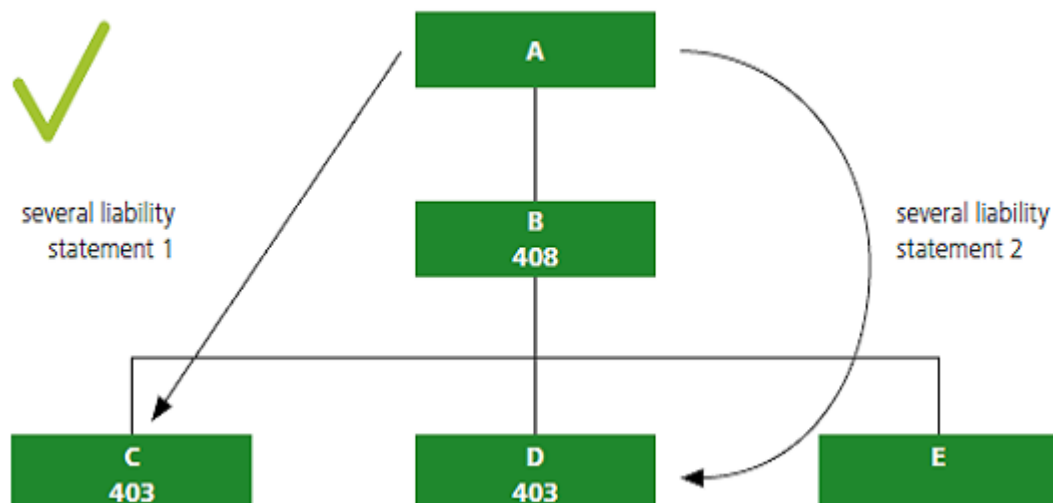 A
several liability
statement 1
B
408
several liability
statement 2
C
403
D
403
E